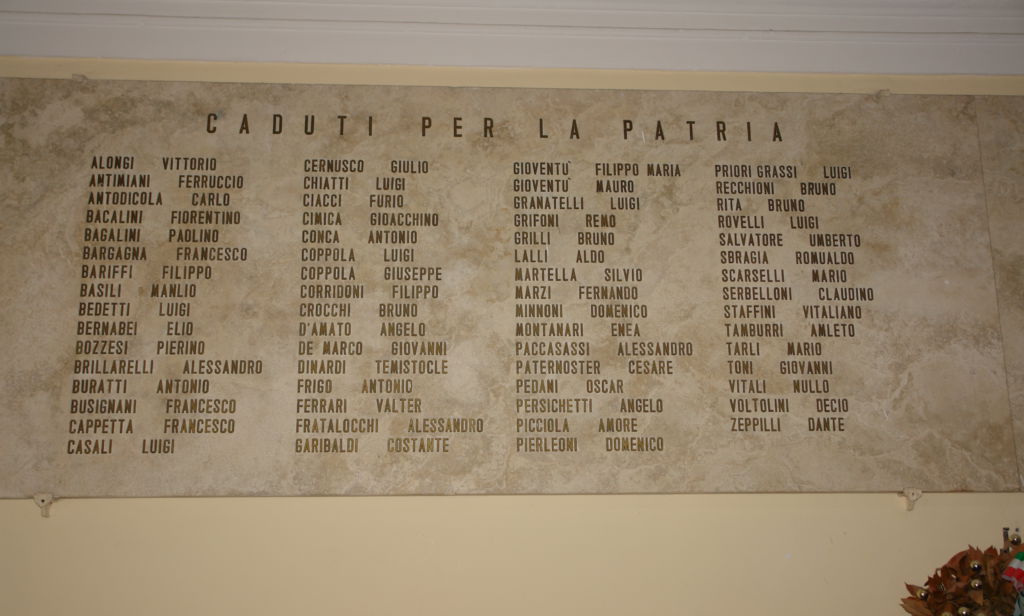 CADUTI PER LA PATRIA
ALONGI VITTORIO
ANTIMIANI FERRUCCIO
ANTODICOLA CARLO
BACALINI FIORENTINO
BAGALINI PAOLINO
BARGAGNA FRANCESCO
BARIFFI FILIPPO
BASILI MANLIO
BEDETTI LUIGI
BERNABEI ELIO
BOZZESI PIERINO
BRILLARELLI ALESSANDRO
BURATTI ANTONIO
BUSIGNANI FRANCESCO
CAPPETTA FRANCESCO
CASALI LUIGI
CERNUSCO GIULIO
CHIATTI LUIGI
CIACCI FURIO
CIMICA GIOACCHINO
CONCA ANTONIO
COPPOLA LUIGI
COPPOLA GIUSEPPE
CORRIDONI FILIPPO
CROCCHI BRUNO
D'AMATO ANGELO
DE MARCO GIOVANNI
DINARDI TEMISTOCLE
FRIGO ANTONIO
FERRARI VALTER
FRATALOCCHI ALESSANDRO
GARIBALDI COSTANTE
GIOVENTÙ FILIPPO MARIA
GIOVENTÙ MAURO
GRANATELLI LUIGI
GRIFONI REMO
GRILLI BRUNO
LALLI ALDO
MARTELLA SILVIO
MARZI FERNANDO
MINNONI DOMENICO
MONTANARI ENEA
PACCASASSI ALESSANDRO
PATERNOSTER CESARE
PEDANI OSCAR
PERSICHETTI ANGELO
PICCIOLA AMORE
PIERLEONI DOMENICO
PRIORI GRASSI LUIGI
RECCHIONI BRUNO
RITA BRUNO
ROVELLI LUIGI
SALVATORE UMBERTO
SBRAGIA ROMUALDO
SCARSELLI MARIO
SERBELLONI CLAUDINO
STAFFINI VITALIANO
TAMBURRI AMLETO
TARLI MARIO
TONI GIOVANNI
VITALI NULLO
VOLTOLINI DECIO
ZEPPILLI DANTE